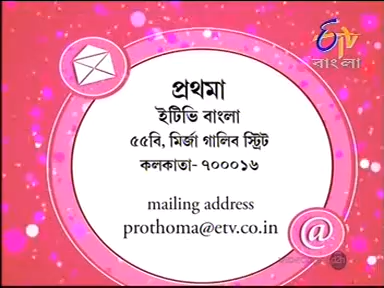 etv
বাংলা
প্রথমা
ইটিভি বাংলা
৫৫বি, মির্জা গালিব স্ট্রিট
কলকাতা- ৭০০০১৬
mailing address
prothoma@etv.co.in
@